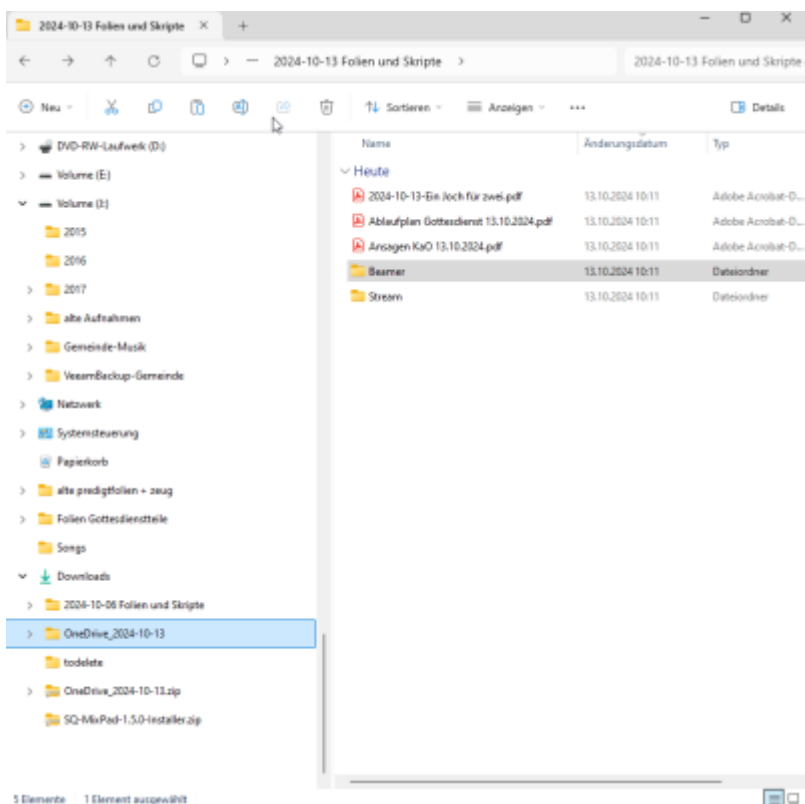 2024-10-13 Folien und Skripte
2024-10-13 Folien und Skripte
2024-10-13 Folien und Skripte
Neu
Sortieren
Anzeigen
Details
DVD-RW-Laufwerk (D:)
Volume (E:)
Volume (I:)
2015
2016
2017
alte Aufnahmen
Gemeinde-Musik
VeeamBackup-Gemeinde
Netzwerk
Systemsteuerung
Papierkorb
alte predigtfolien + zeug
Folien Gottesdienstteile
Songs
Downloads
2024-10-06 Folien und Skripte
OneDrive_2024-10-13
todelete
OneDrive_2024-10-13.zip
SQ-MixPad-1.5.0-Installer.zip
Name Änderungsdatum Typ
Heute
2024-10-13-Ein Joch für zwei.pdf 13.10.2024 10:11 Adobe Acrobat-D...
Ablaufplan Gottesdienst 13.10.2024.pdf 13.10.2024 10:11 Adobe Acrobat-D...
Ansagen KaO 13.10.2024.pdf 13.10.2024 10:11 Adobe Acrobat-D...
Beamer 13.10.2024 10:11 Dateiordner
Stream 13.10.2024 10:11 Dateiordner
5 Elemente 1 Element ausgewählt